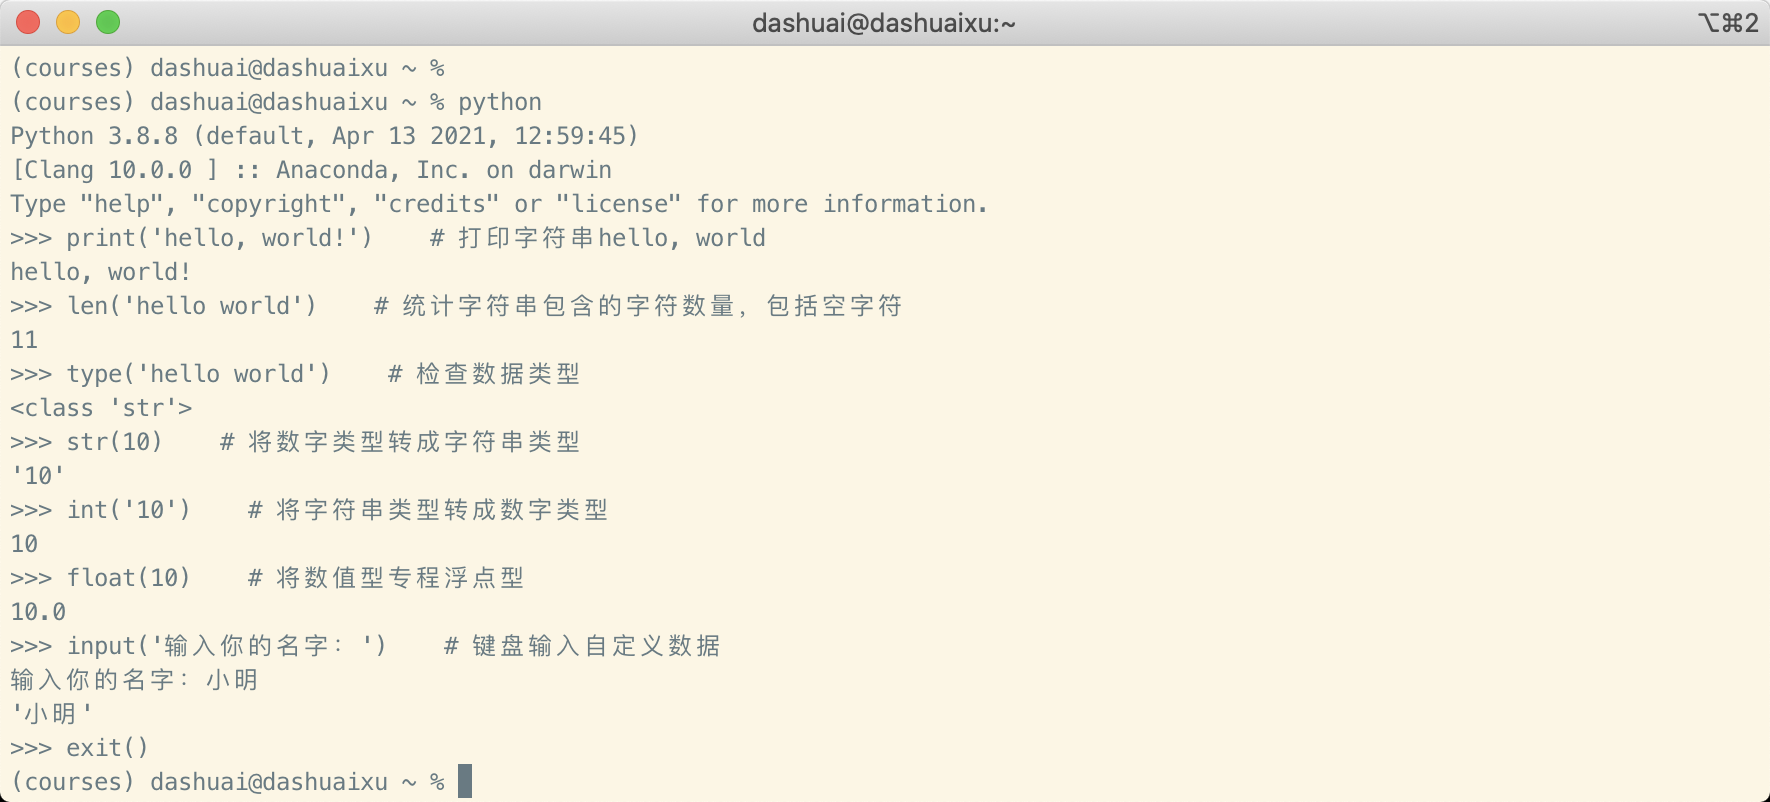 dashuai@dashuaixu:~ ⌥⌘2
(courses) dashuai@dashuaixu ~ %
(courses) dashuai@dashuaixu ~ % python
Python 3.8.8 (default, Apr 13 2021, 12:59:45)
[Clang 10.0.0 ] :: Anaconda, Inc. on darwin
Type "help", "copyright", "credits" or "license" for more information.
>>> print('hello, world!')    # 打印字符串hello, world
hello, world!
>>> len('hello world')    # 统计字符串包含的字符数量，包括空字符
11
>>> type('hello world')    # 检查数据类型
<class 'str'>
>>> str(10)    # 将数字类型转成字符串类型
'10'
>>> int('10')    # 将字符串类型转成数字类型
10
>>> float(10)    # 将数值型专程浮点型
10.0
>>> input('输入你的名字：')    # 键盘输入自定义数据
输入你的名字：小明
'小明'
>>> exit()
(courses) dashuai@dashuaixu ~ %